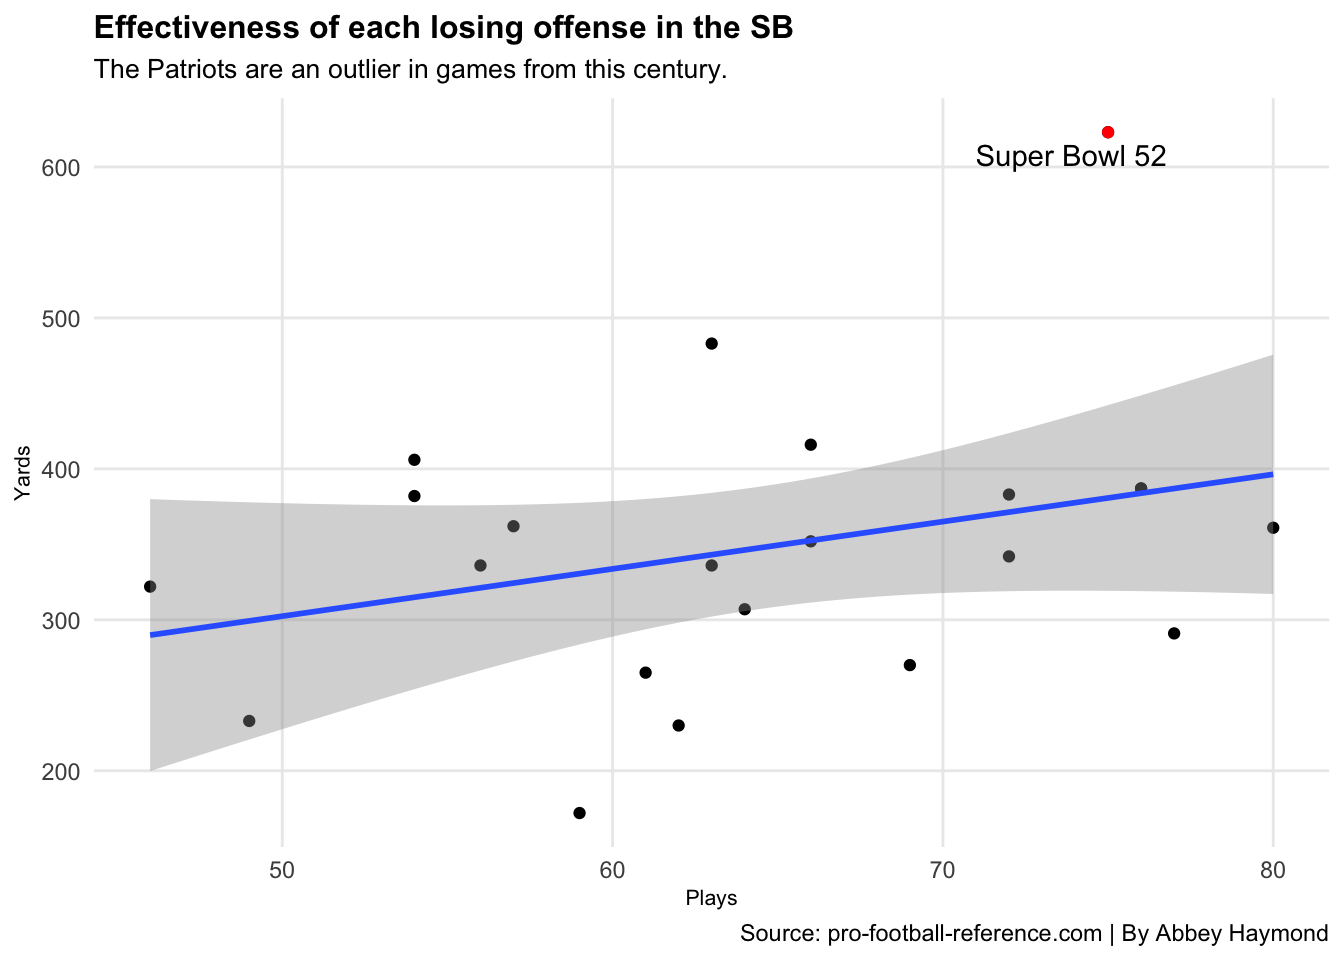 Effectiveness of each losing offense in the SB
The Patriots are an outlier in games from this century.
Super Bowl 52
600
500
400
300
200
Yards
50 60 70 80
Plays
Source: pro-football-reference.com | By Abbey Haymond